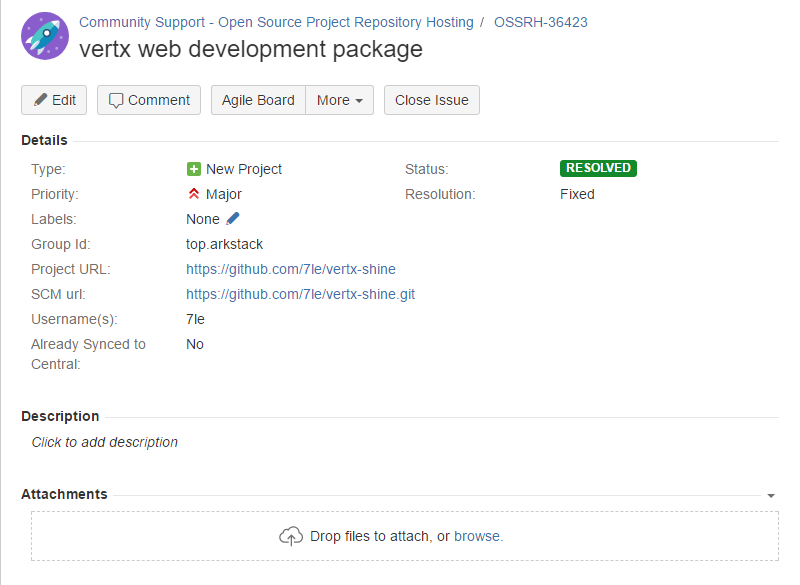 Community Support - Open Source Project Repository Hosting / OSSRH-36423
vertx web development package
Edit Comment Agile Board More Close Issue
Details
Type: New Project Status: RESOLVED
Priority: Major Resolution: Fixed
Labels: None
Group Id: top.arkstack
Project URL: https://github.com/7le/vertx-shine
SCM url: https://github.com/7le/vertx-shine.git
Username(s): 7le
Already Synced to No
Central:
Description
Click to add description
Attachments
Drop files to attach, or browse.